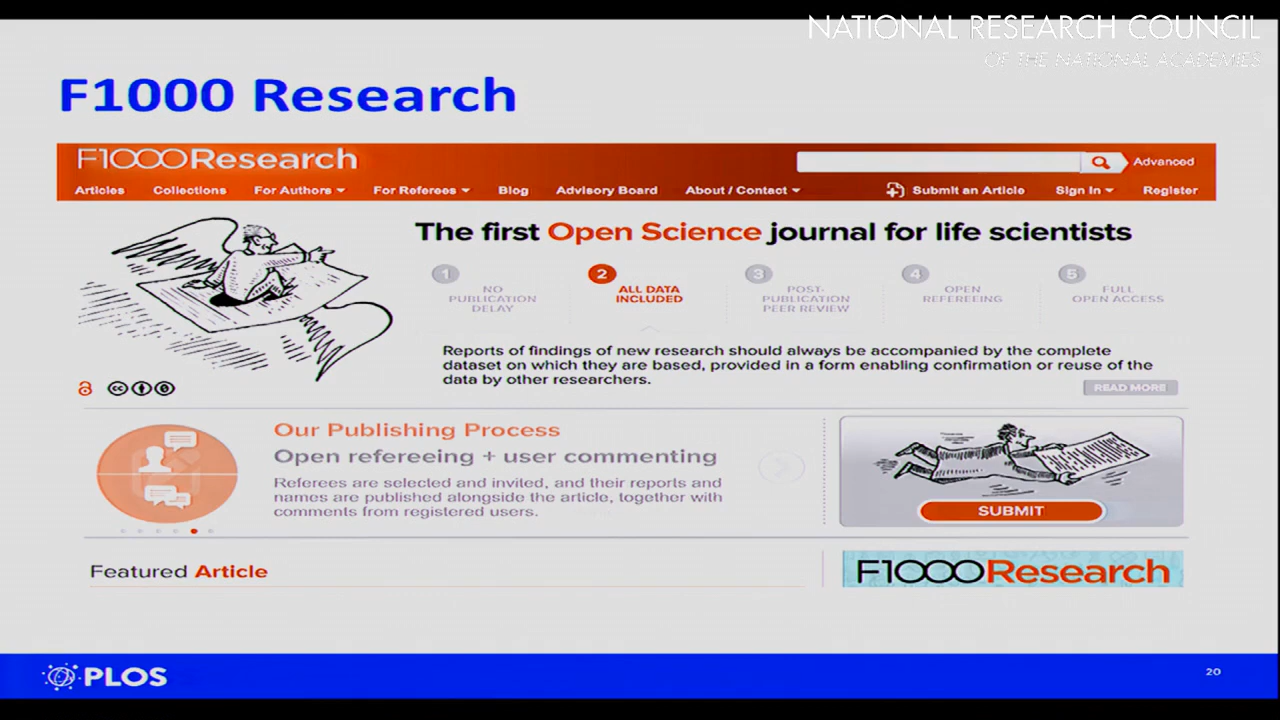 NATIONAL RESEARCH COUNCIL
OF THE NATIONAL ACADEMIES
F1000 Research
F1000Research
Advanced
Articles Collections For Authors For Referees Blog Advisory Board About / Contact Submit an Article Sign In Register
The first Open Science journal for life scientists
1 NO PUBLICATION DELAY
2 ALL DATA INCLUDED
3 POST-PUBLICATION PEER REVIEW
4 OPEN REFEREEING
5 FULL OPEN ACCESS
Reports of findings of new research should always be accompanied by the complete
dataset on which they are based, provided in a form enabling confirmation or reuse of the
data by other researchers.
READ MORE
cc
Our Publishing Process
Open refereeing + user commenting
Referees are selected and invited, and their reports and
names are published alongside the article, together with
comments from registered users.
SUBMIT
Featured Article
F1000Research
PLOS
20